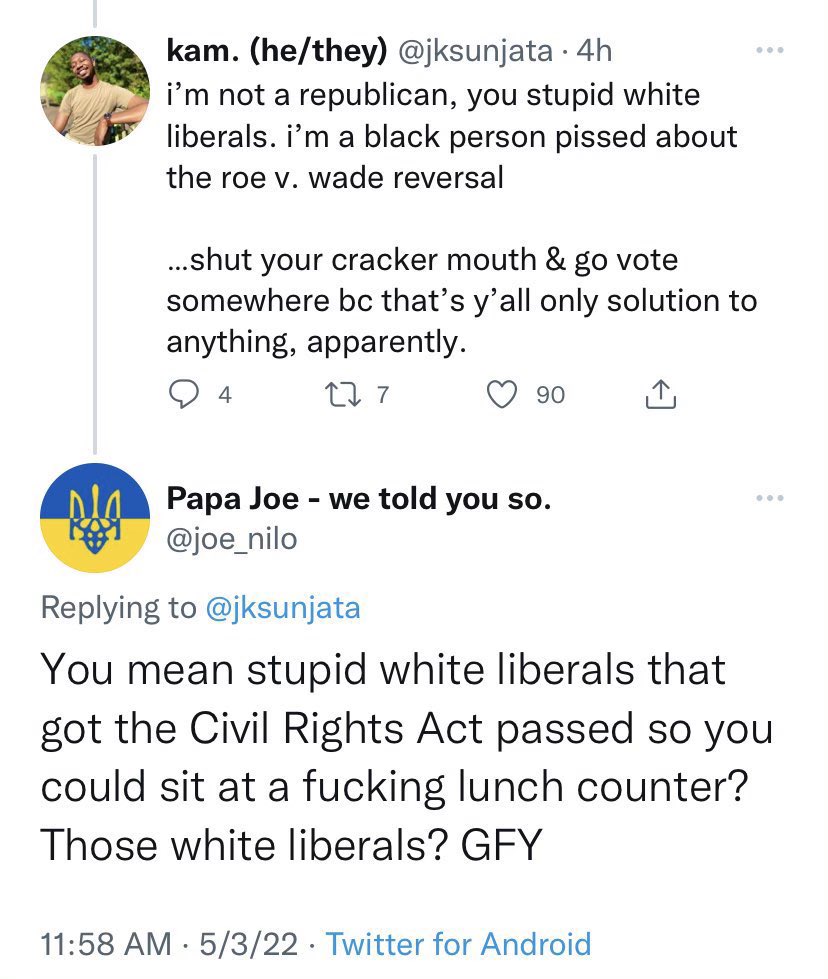 kam. (he/they) @jksunjata · 4h
i’m not a republican, you stupid white
liberals. i’m a black person pissed about
the roe v. wade reversal
...shut your cracker mouth & go vote
somewhere bc that’s y’all only solution to
anything, apparently.
4 7 90
Papa Joe - we told you so.
@joe_nilo
Replying to @jksunjata
You mean stupid white liberals that
got the Civil Rights Act passed so you
could sit at a fucking lunch counter?
Those white liberals? GFY
11:58 AM · 5/3/22 · Twitter for Android